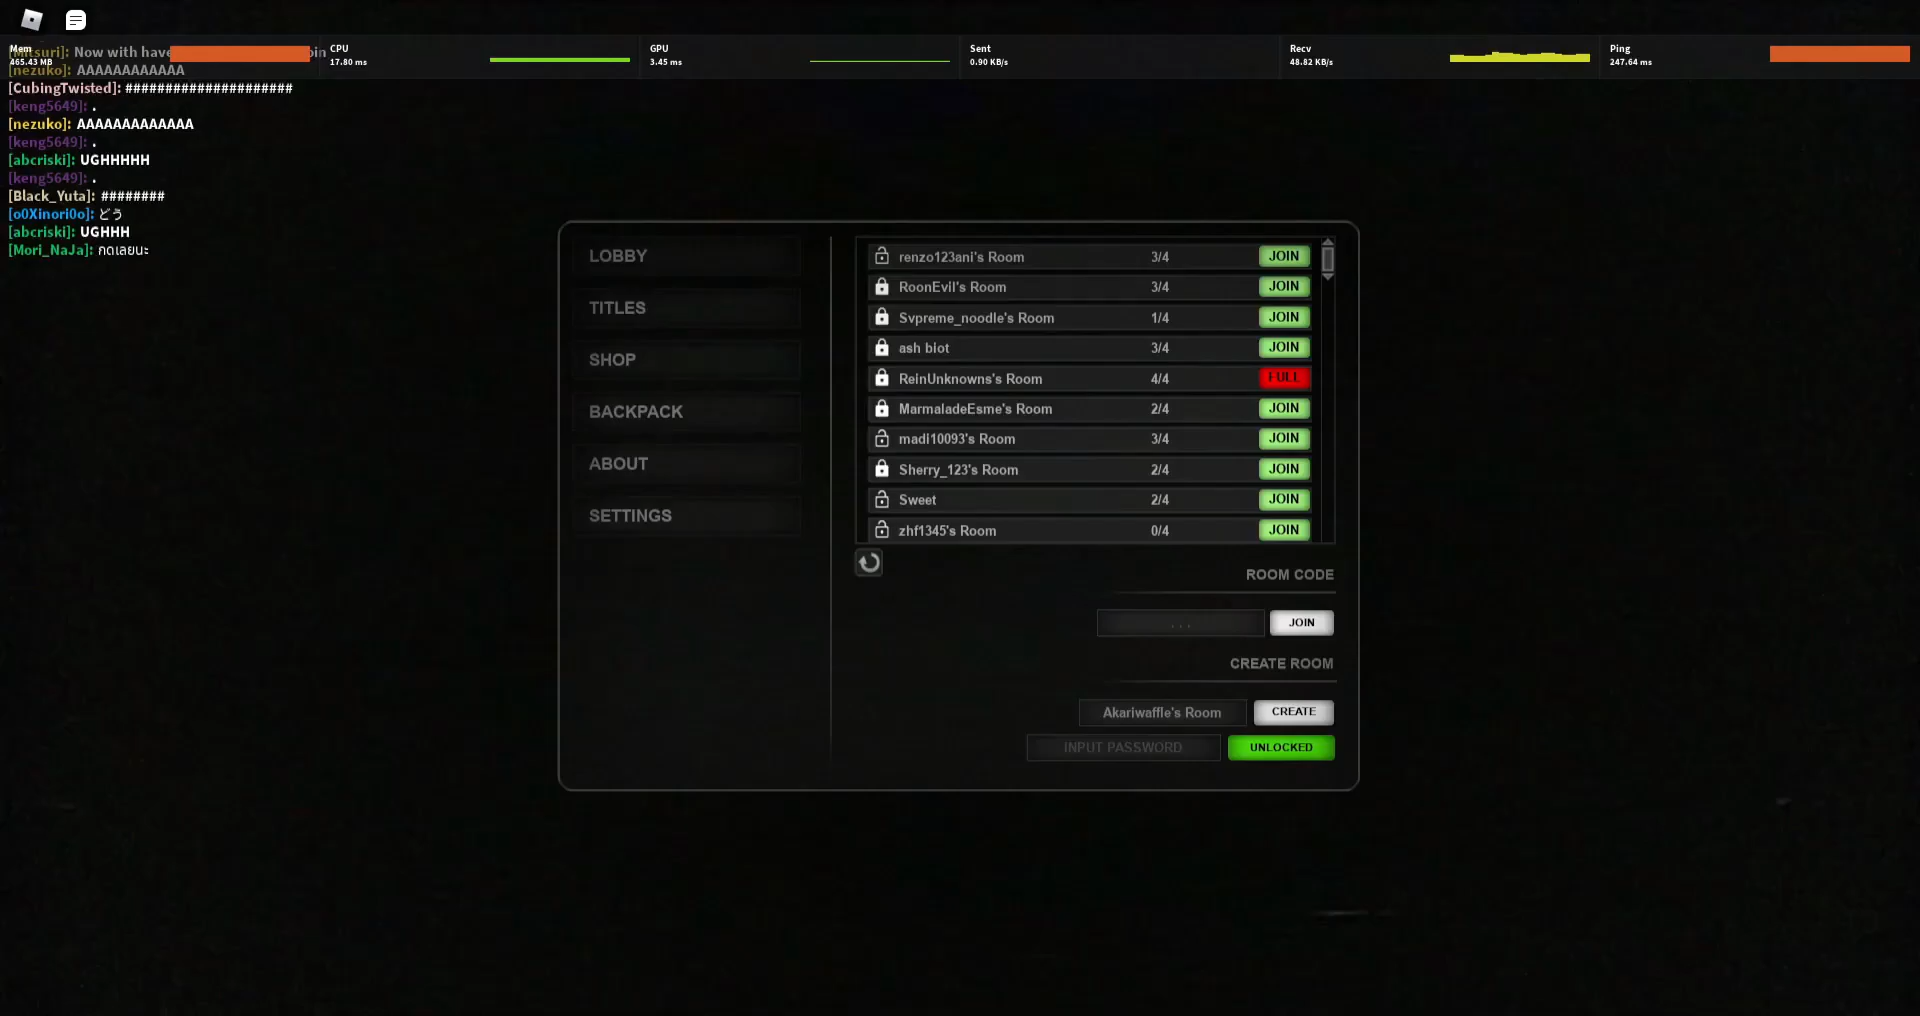 [Mitsuri]: Now with have
Mem
465.43 MB
CPU
17.80 ms
GPU
3.45 ms
Sent
0.90 KB/s
Recv
48.82 KB/s
Ping
247.64 ms
[nezuko]: AAAAAAAAAAAA
[CubingTwisted]: #####################
[keng5649]: .
[nezuko]: AAAAAAAAAAAAA
[keng5649]: .
[abcriski]: UGHHHHH
[keng5649]: .
[Black_Yuta]: ########
[o0Xinori0o]: どう
[abcriski]: UGHHH
[Mori_NaJa]: กดเลยนะ
LOBBY
TITLES
SHOP
BACKPACK
ABOUT
SETTINGS
renzo123ani's Room 3/4 JOIN
RoonEvil's Room 3/4 JOIN
Svpreme_noodle's Room 1/4 JOIN
ash biot 3/4 JOIN
ReinUnknowns's Room 4/4 FULL
MarmaladeEsme's Room 2/4 JOIN
madi10093's Room 3/4 JOIN
Sherry_123's Room 2/4 JOIN
Sweet 2/4 JOIN
zhf1345's Room 0/4 JOIN
ROOM CODE
... JOIN
CREATE ROOM
Akariwaffle's Room CREATE
INPUT PASSWORD UNLOCKED